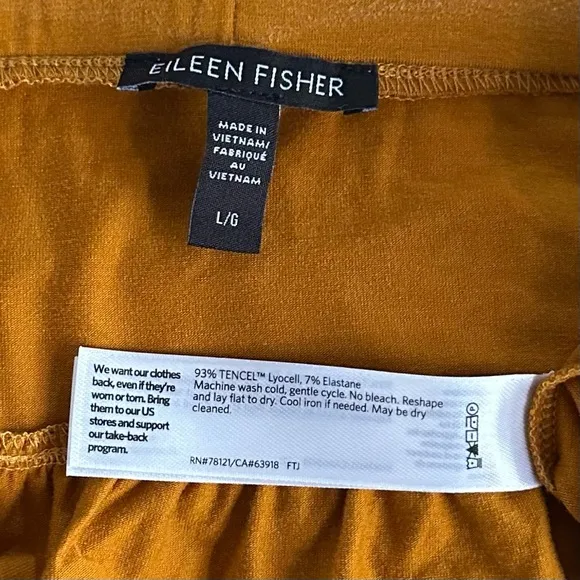 EILEEN FISHER
MADE IN
VIETNAM/
FABRIQUÉ
AU
VIETNAM
L/G
We want our clothes
back, even if they're
worn or torn. Bring
them to our US
stores and support
our take-back
program.
93% TENCEL™ Lyocell, 7% Elastane
Machine wash cold, gentle cycle. No bleach. Reshape
and lay flat to dry. Cool iron if needed. May be dry
cleaned.
RN#78121/CA#63918 FTJ